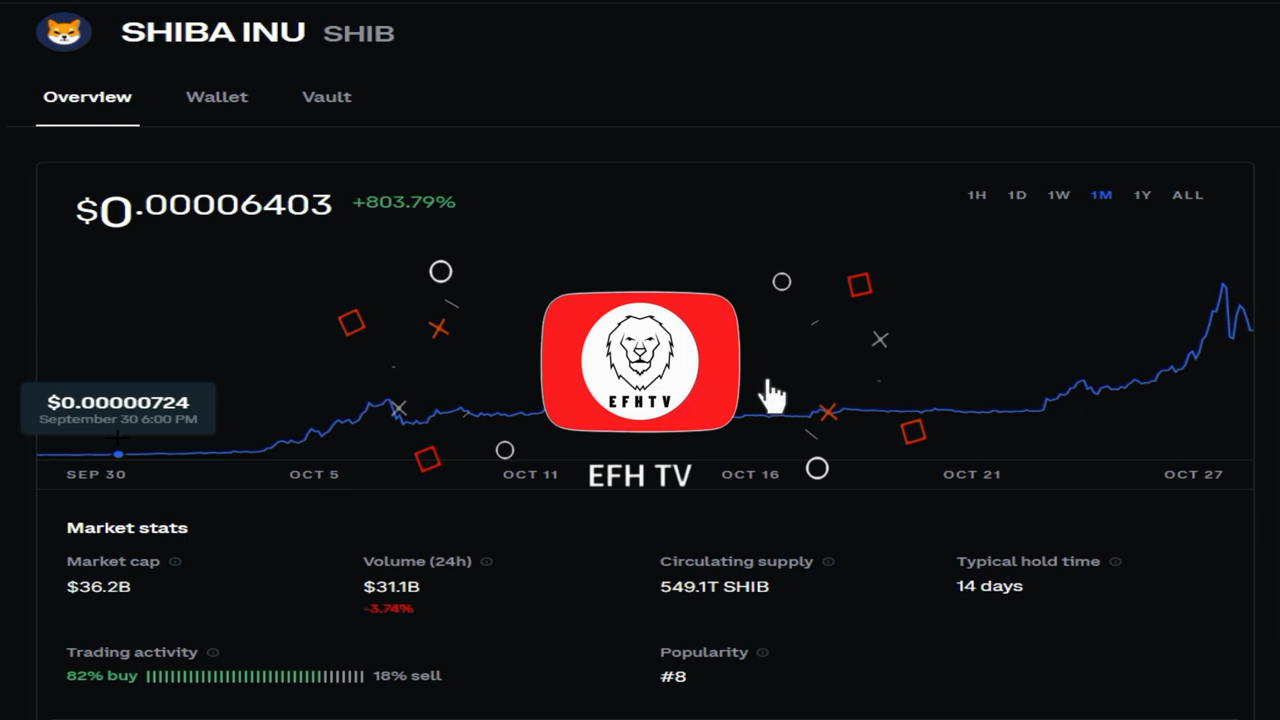 SHIBA INU SHIB
Overview Wallet Vault
$0.00006403 +803.79%
1H 1D 1W 1M 1Y ALL
EFHTV
$0.00000724
September 30 6:00 PM
SEP 30 OCT 5 OCT 11 OCT 16 OCT 21 OCT 27
EFH TV
Market stats
Market cap Volume (24h) Circulating supply Typical hold time
$36.2B $31.1B 549.1T SHIB 14 days
-3.74%
Trading activity Popularity
82% buy 18% sell #8